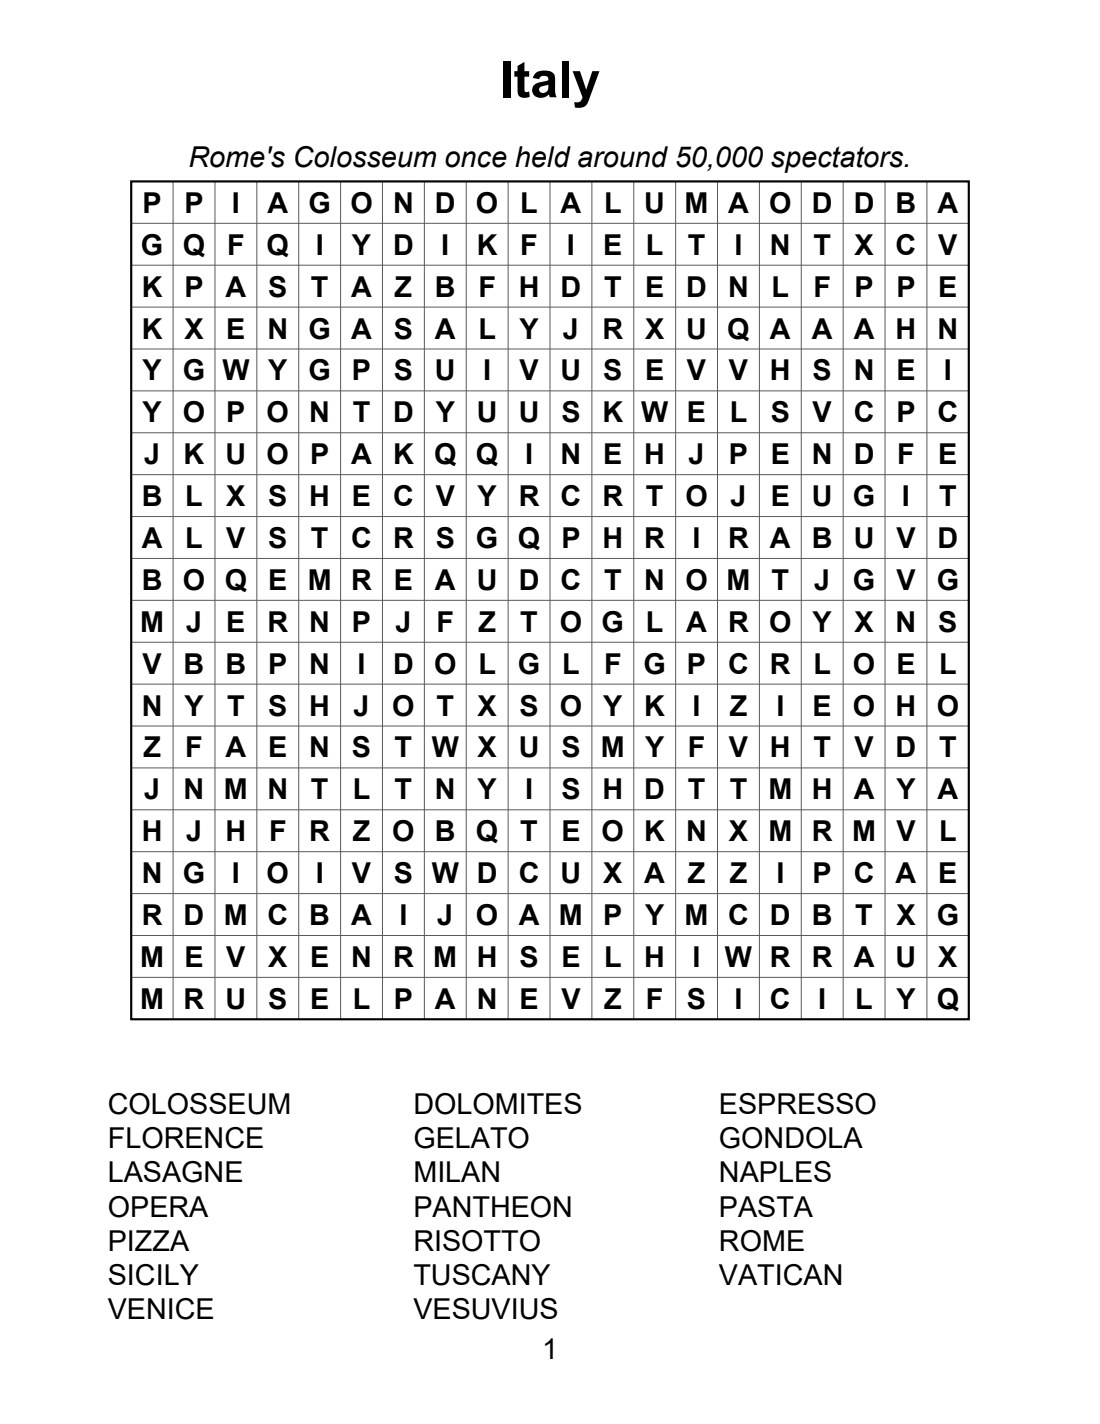 Italy
Rome's Colosseum once held around 50,000 spectators.
P P I A G O N D O L A L U M A O D D B A
G Q F Q I Y D I K F I E L T I N T X C V
K P A S T A Z B F H D T E D N L F P P E
K X E N G A S A L Y J R X U Q A A A H N
Y G W Y G P S U I V U S E V V H S N E I
Y O P O N T D Y U U S K W E L S V C P C
J K U O P A K Q Q I N E H J P E N D F E
B L X S H E C V Y R C R T O J E U G I T
A L V S T C R S G Q P H R I R A B U V D
B O Q E M R E A U D C T N O M T J G V G
M J E R N P J F Z T O G L A R O Y X N S
V B B P N I D O L G L F G P C R L O E L
N Y T S H J O T X S O Y K I Z I E O H O
Z F A E N S T W X U S M Y F V H T V D T
J N M N T L T N Y I S H D T T M H A Y A
H J H F R Z O B Q T E O K N X M R M V L
N G I O I V S W D C U X A Z Z I P C A E
R D M C B A I J O A M P Y M C D B T X G
M E V X E N R M H S E L H I W R R A U X
M R U S E L P A N E V Z F S I C I L Y Q
COLOSSEUM DOLOMITES ESPRESSO
FLORENCE GELATO GONDOLA
LASAGNE MILAN NAPLES
OPERA PANTHEON PASTA
PIZZA RISOTTO ROME
SICILY TUSCANY VATICAN
VENICE VESUVIUS
1